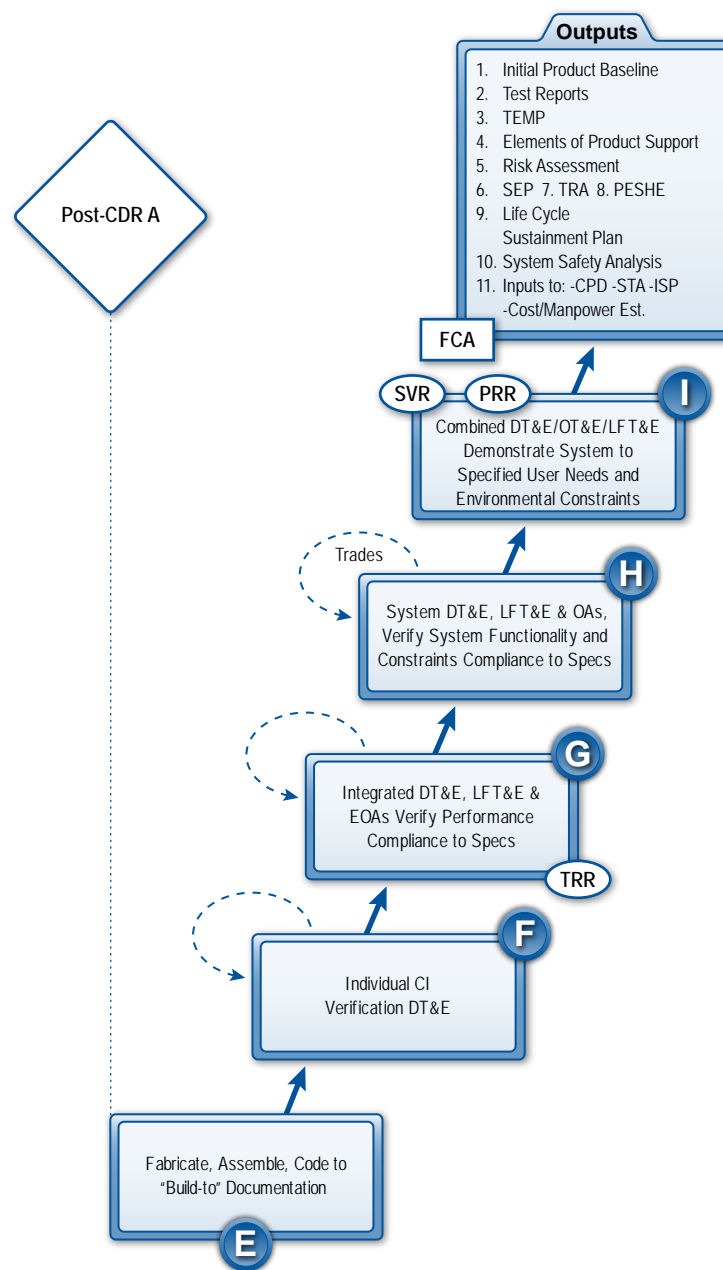 Outputs
1. Initial Product Baseline
2. Test Reports
3. TEMP
4. Elements of Product Support
5. Risk Assessment
6. SEP 7. TRA 8. PESHE
9. Life Cycle
Sustainment Plan
10. System Safety Analysis
11. Inputs to: -CPD -STA -ISP
-Cost/Manpower Est.
Post-CDR A
FCA
SVR
PRR
I
Combined DT&E/OT&E/LFT&E
Demonstrate System to
Specified User Needs and
Environmental Constraints
Trades
H
System DT&E, LFT&E & OAs,
Verify System Functionality and
Constraints Compliance to Specs
G
Integrated DT&E, LFT&E &
EOAs Verify Performance
Compliance to Specs
TRR
F
Individual CI
Verification DT&E
Fabricate, Assemble, Code to
“Build-to” Documentation
E